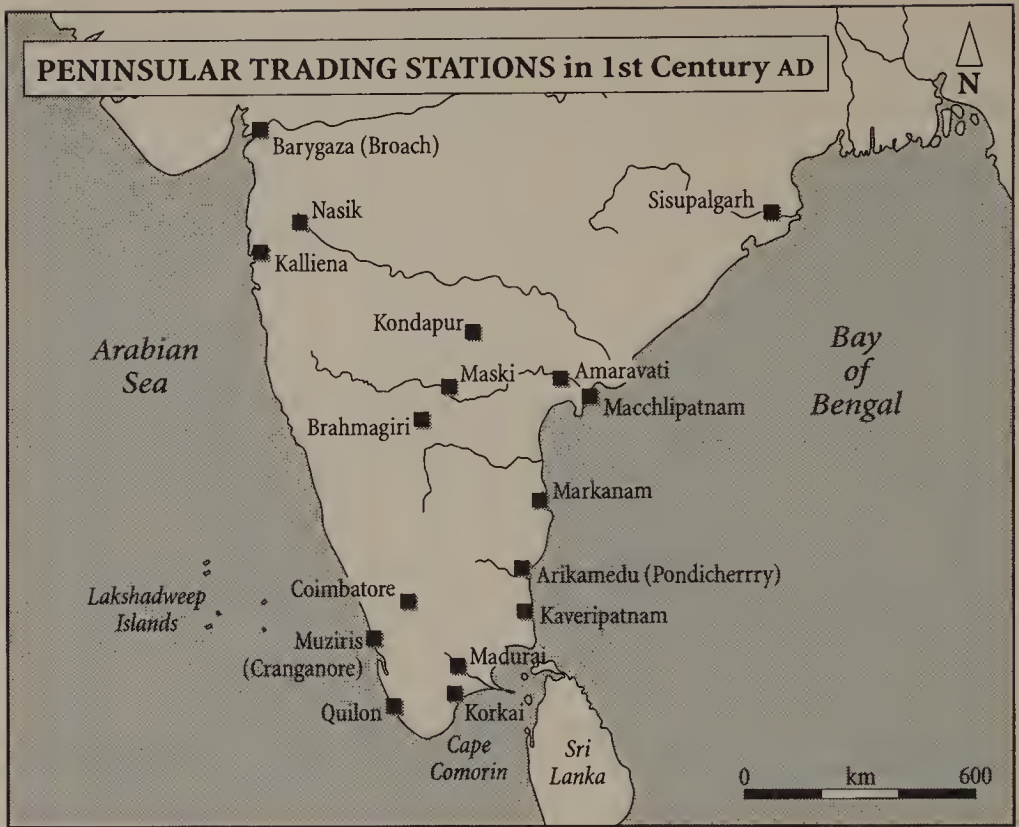 PENINSULAR TRADING STATIONS in 1st Century AD
N
Barygaza (Broach)
Sisupalgarh
Nasik
Kalliena
Kondapur
Arabian
Sea
Bay
of
Bengal
Maski
Amaravati
Macchlipatnam
Brahmagiri
Markanam
Arikamedu (Pondicherrry)
Coimbatore
Lakshadweep
Islands
Kaveripatnam
Muziris
(Cranganore)
Madurai
Quilon
Korkai
Cape
Comorin
Sri
Lanka
0 km 600